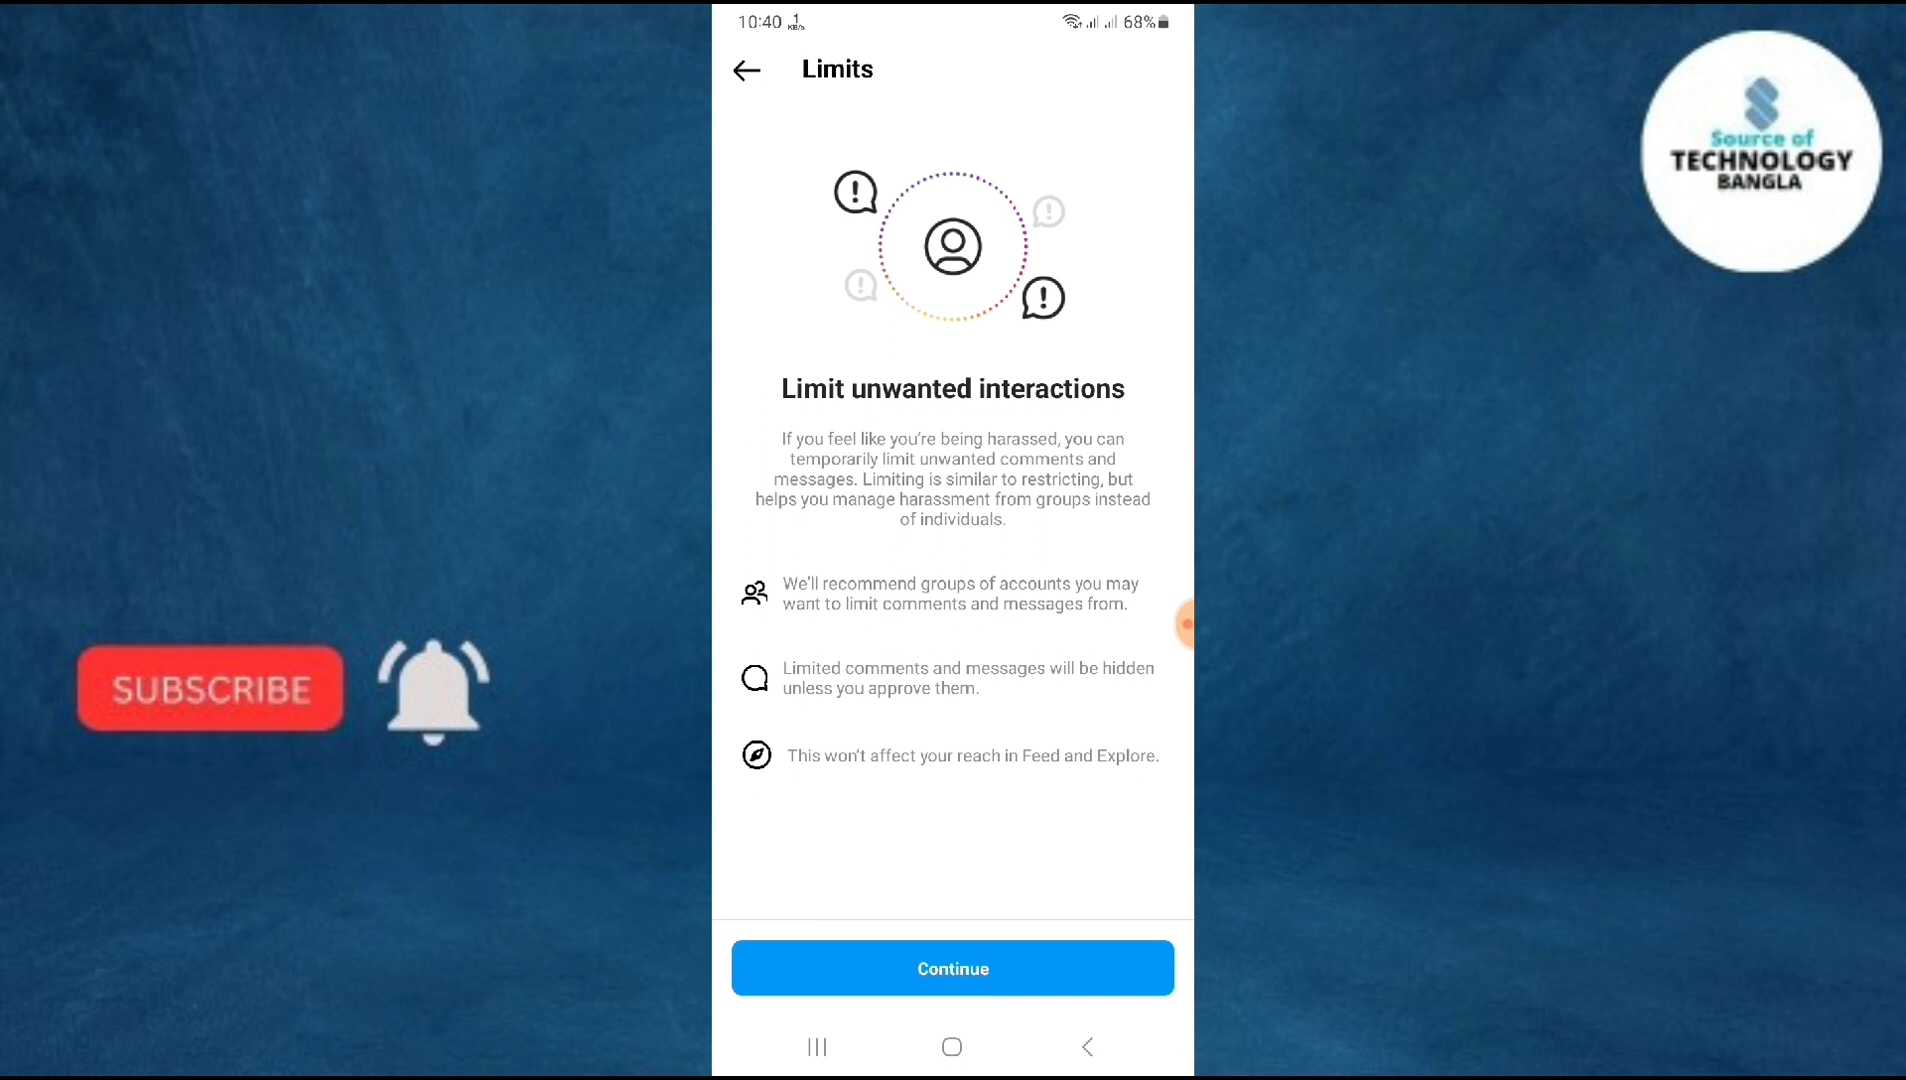 10:40 1 KB/s 68%
Limits
Source of
TECHNOLOGY
BANGLA
Limit unwanted interactions
If you feel like you're being harassed, you can
temporarily limit unwanted comments and
messages. Limiting is similar to restricting, but
helps you manage harassment from groups instead
of individuals.
We'll recommend groups of accounts you may
want to limit comments and messages from.
Limited comments and messages will be hidden
unless you approve them.
SUBSCRIBE
This won't affect your reach in Feed and Explore.
Continue